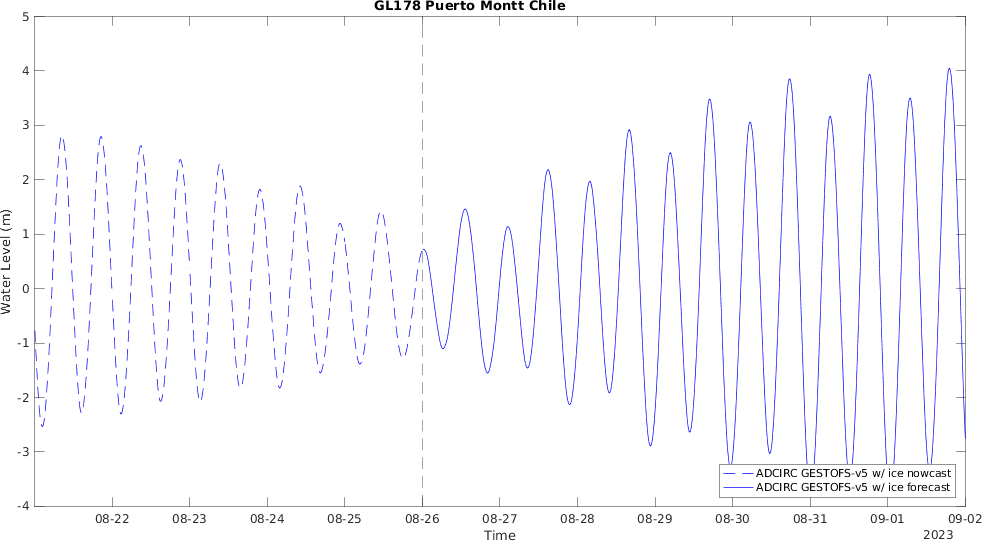 GL178 Puerto Montt Chile
5
4
3
2
1
0
-1
-2
-3
-4
Water Level (m)
ADCIRC GESTOFS-v5 w/ ice nowcast
ADCIRC GESTOFS-v5 w/ ice forecast
08-22 08-23 08-24 08-25 08-26 08-27 08-28 08-29 08-30 08-31 09-01 09-02
Time
2023